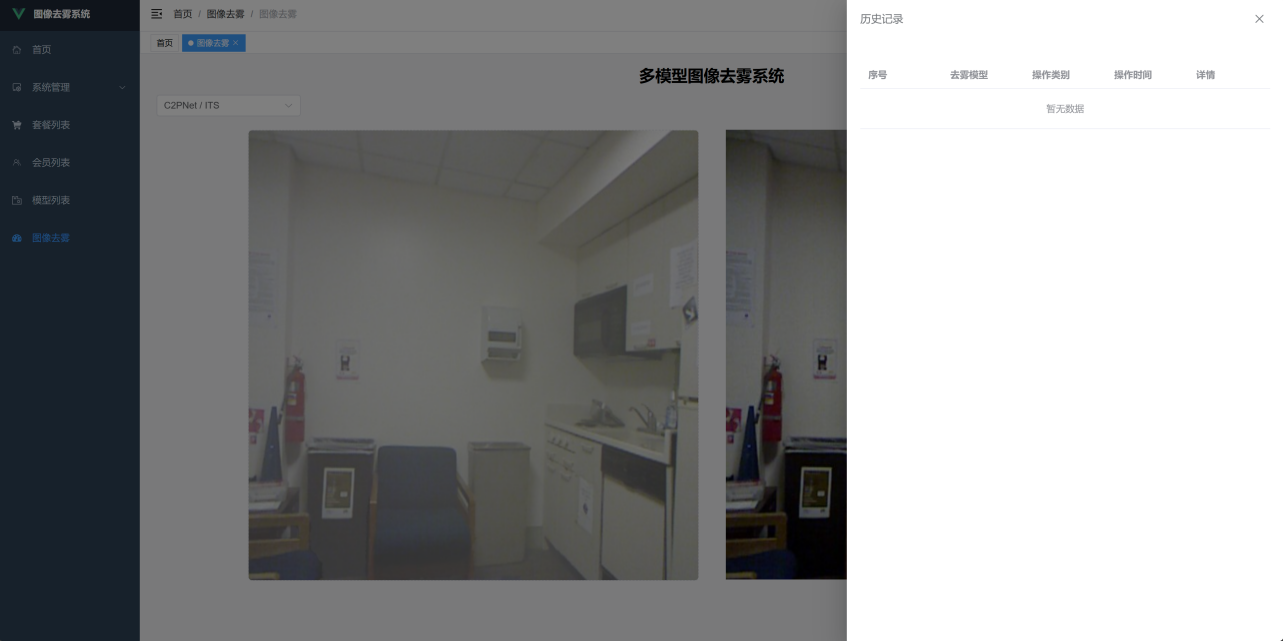 图像去雾系统
首页
系统管理
套餐列表
会员列表
模型列表
图像去雾
首页 / 图像去雾 / 图像去雾
首页
图像去雾
多模型图像去雾系统
C2PNet / ITS
历史记录
序号 去雾模型 操作类别 操作时间 详情
暂无数据